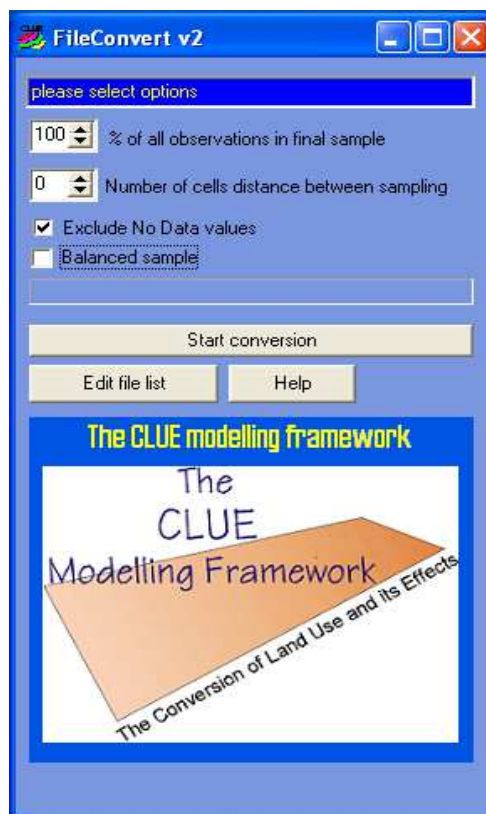 FileConvert v2
please select options
100 % of all observations in final sample
0 Number of cells distance between sampling
Exclude No Data values
Balanced sample
Start conversion
Edit file list Help
The CLUE modelling framework
The
CLUE
Modelling Framework
The Conversion of Land Use and its Effects